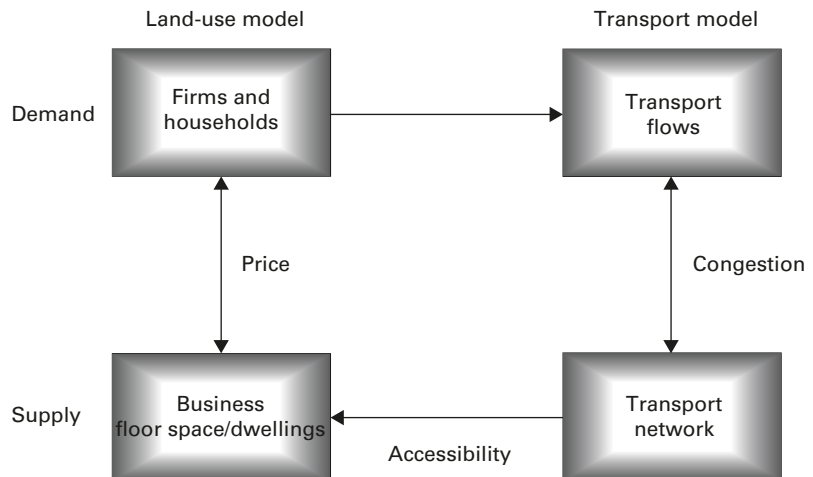 Land-use model
Transport model
Demand
Firms and
households
Transport
flows
Price
Congestion
Supply
Business
floor space/dwellings
Accessibility
Transport
network